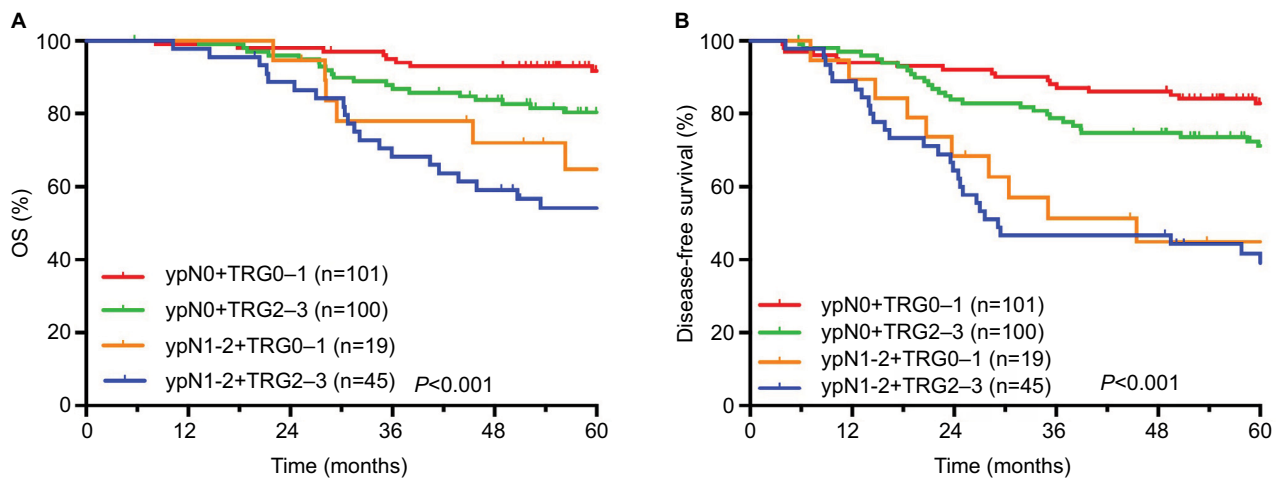 A
OS (%)
100
80
60
40
20
0
ypN0+TRG0–1 (n=101)
ypN0+TRG2–3 (n=100)
ypN1-2+TRG0–1 (n=19)
ypN1-2+TRG2–3 (n=45)
P<0.001
0 12 24 36 48 60
Time (months)
B
Disease-free survival (%)
100
80
60
40
20
0
ypN0+TRG0–1 (n=101)
ypN0+TRG2–3 (n=100)
ypN1-2+TRG0–1 (n=19)
ypN1-2+TRG2–3 (n=45)
P<0.001
0 12 24 36 48 60
Time (months)